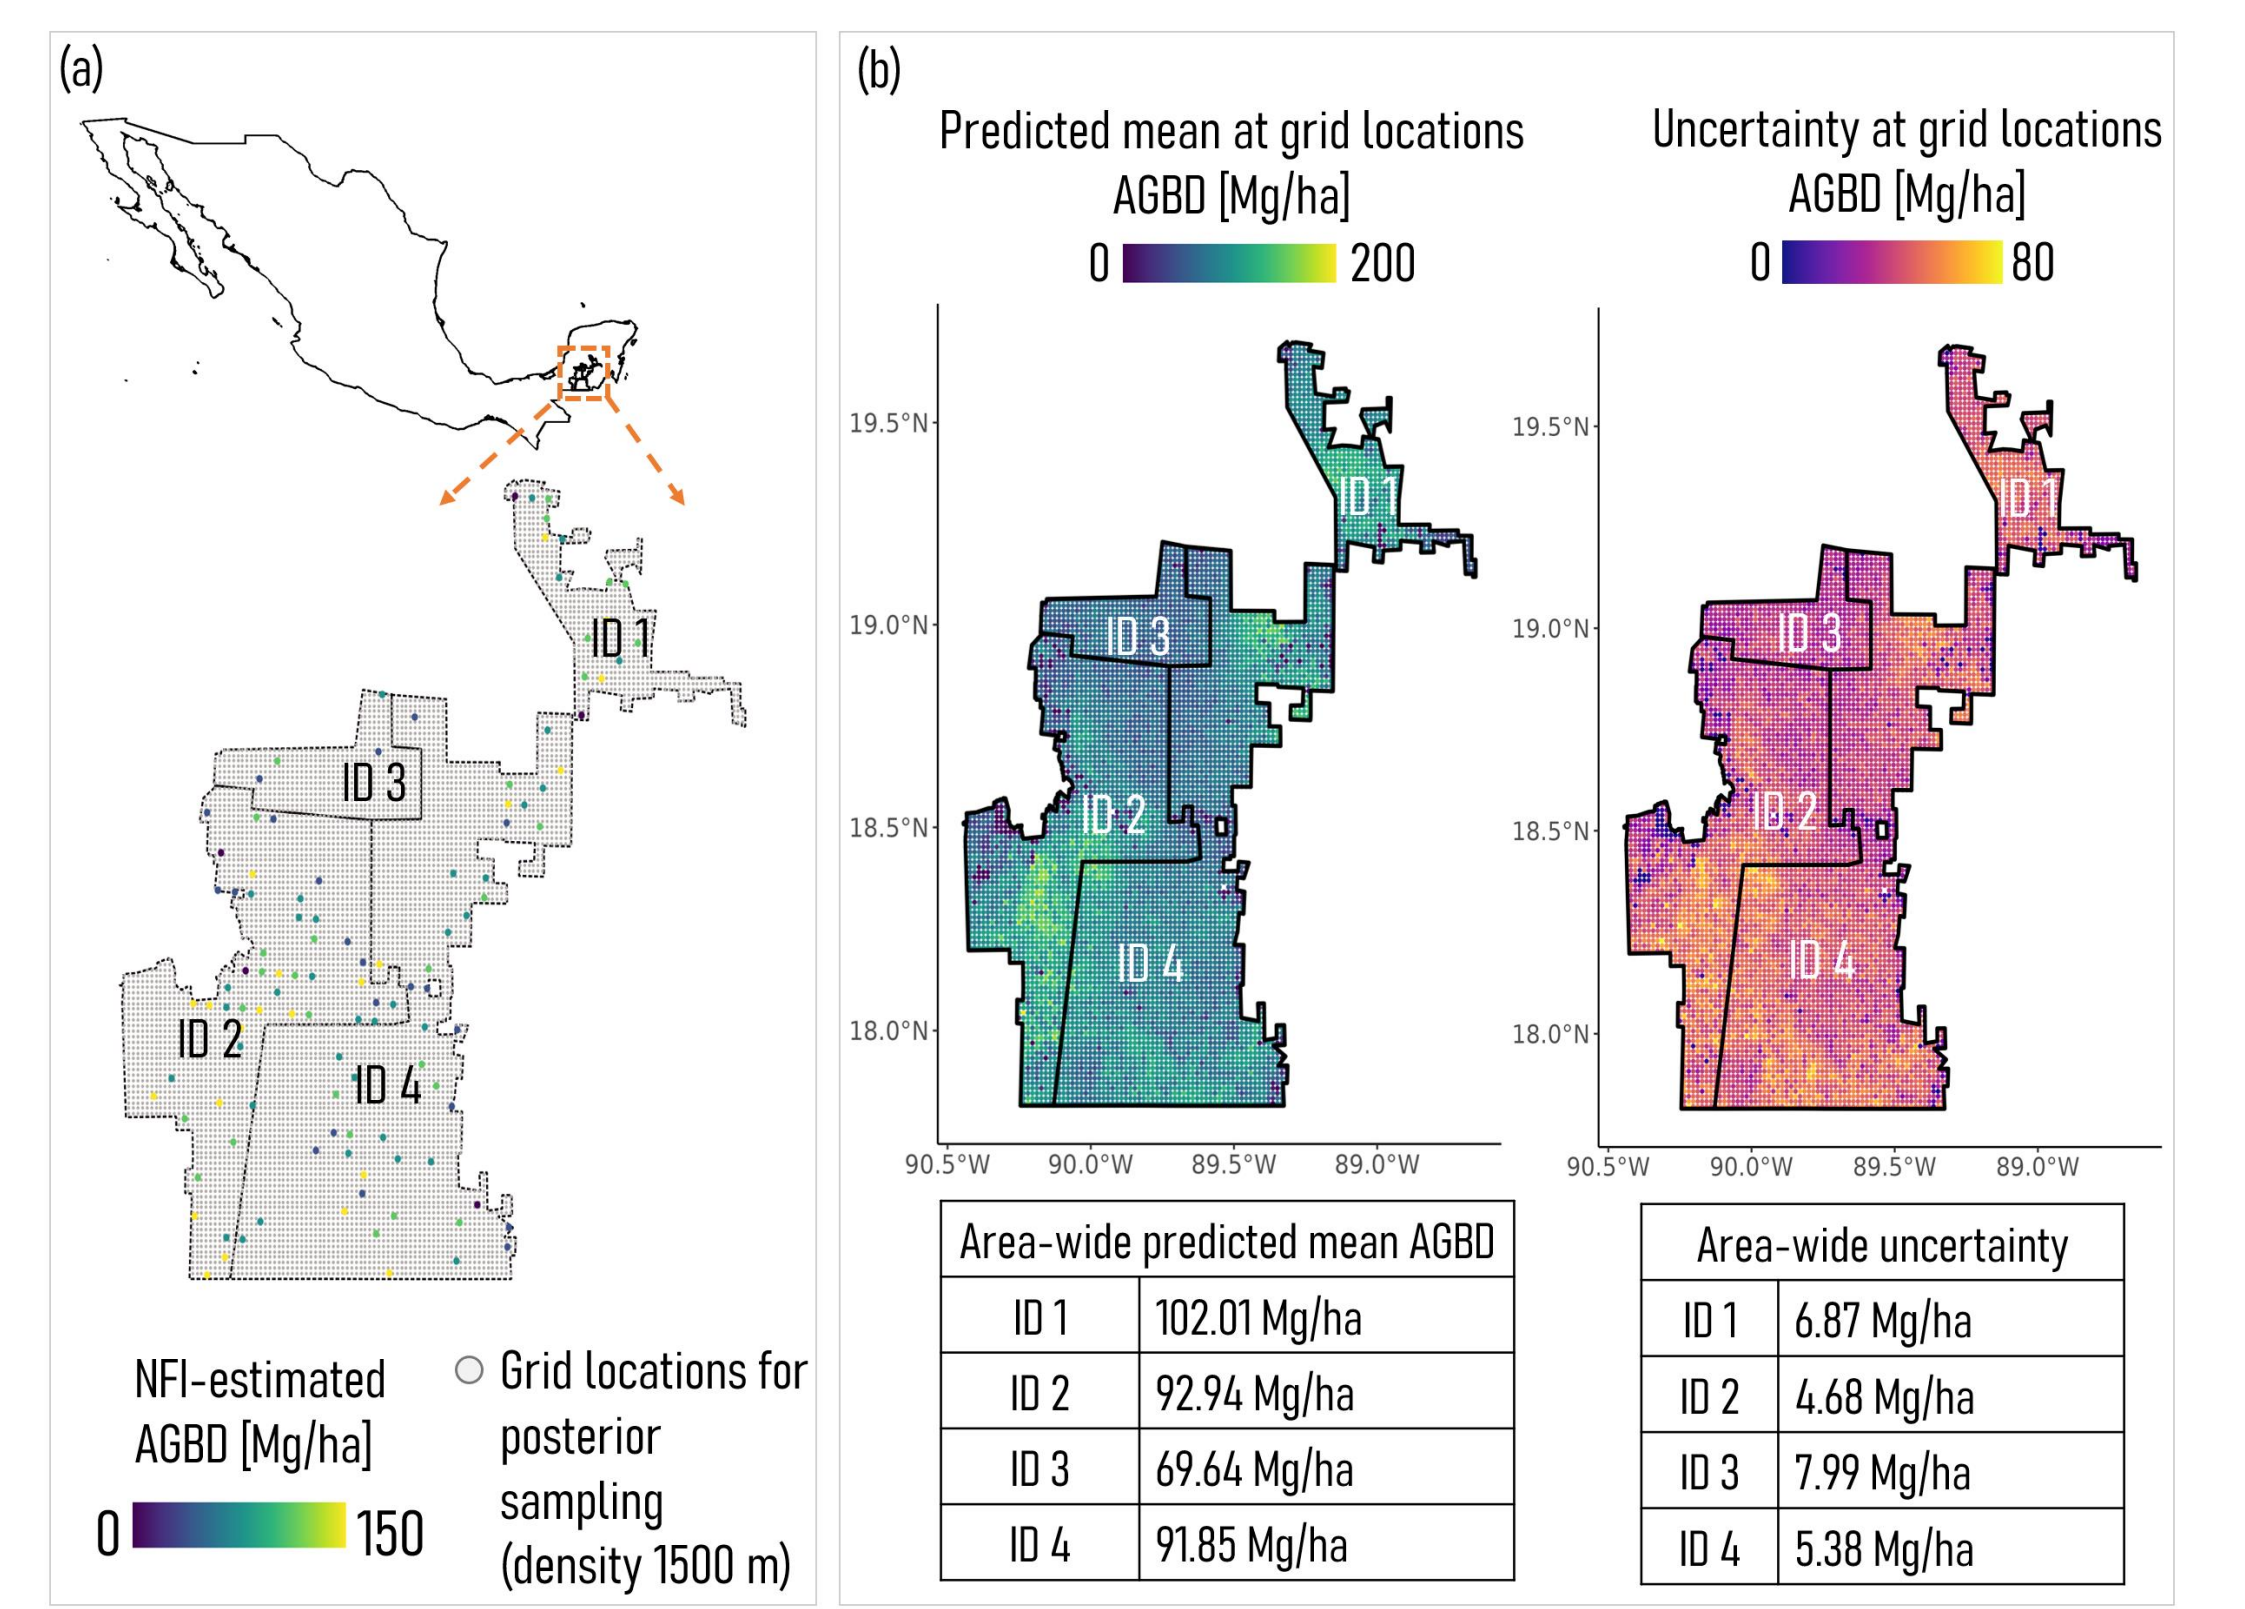 (a)
ID 1
ID 3
ID 2
ID 4
NFI-estimated
AGBD [Mg/ha]
0 150
Grid locations for
posterior
sampling
(density 1500 m)
(b)
Predicted mean at grid locations
AGBD [Mg/ha]
0 200
19.5°N
19.0°N
18.5°N
18.0°N
90.5°W 90.0°W 89.5°W 89.0°W
ID 1
ID 3
ID 2
ID 4
Uncertainty at grid locations
AGBD [Mg/ha]
0 80
19.5°N
19.0°N
18.5°N
18.0°N
90.5°W 90.0°W 89.5°W 89.0°W
ID 1
ID 3
ID 2
ID 4
Area-wide predicted mean AGBD
ID 1 102.01 Mg/ha
ID 2 92.94 Mg/ha
ID 3 69.64 Mg/ha
ID 4 91.85 Mg/ha
Area-wide uncertainty
ID 1 6.87 Mg/ha
ID 2 4.68 Mg/ha
ID 3 7.99 Mg/ha
ID 4 5.38 Mg/ha